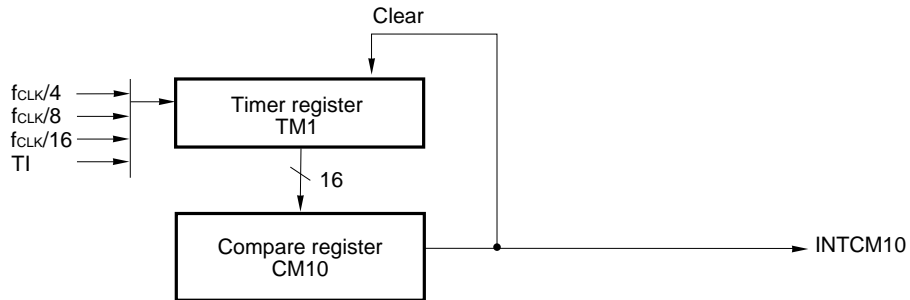 Clear
fCLK/4
fCLK/8
fCLK/16
TI
Timer register
TM1
16
Compare register
CM10
INTCM10